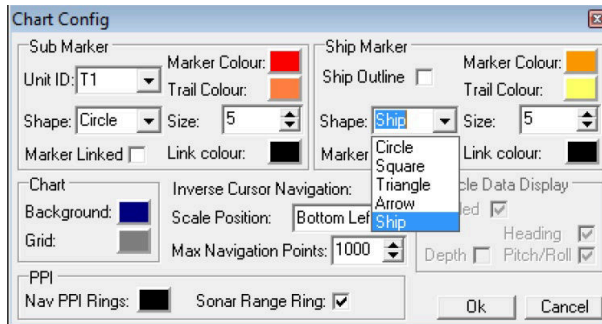 Chart Config
Sub Marker
Unit ID: T1
Marker Colour:
Trail Colour:
Shape: Circle
Size: 5
Marker Linked
Link colour:
Ship Marker
Ship Outline
Marker Colour:
Trail Colour:
Shape: Ship
Size: 5
Circle
Square
Triangle
Arrow
Ship
Marker
Link colour:
Chart
Background:
Grid:
Inverse Cursor Navigation:
Scale Position: Bottom Left
Max Navigation Points: 1000
cle Data Display
led
Heading
Depth
Pitch/Roll
PPI
Nav PPI Rings:
Sonar Range Ring:
Ok
Cancel